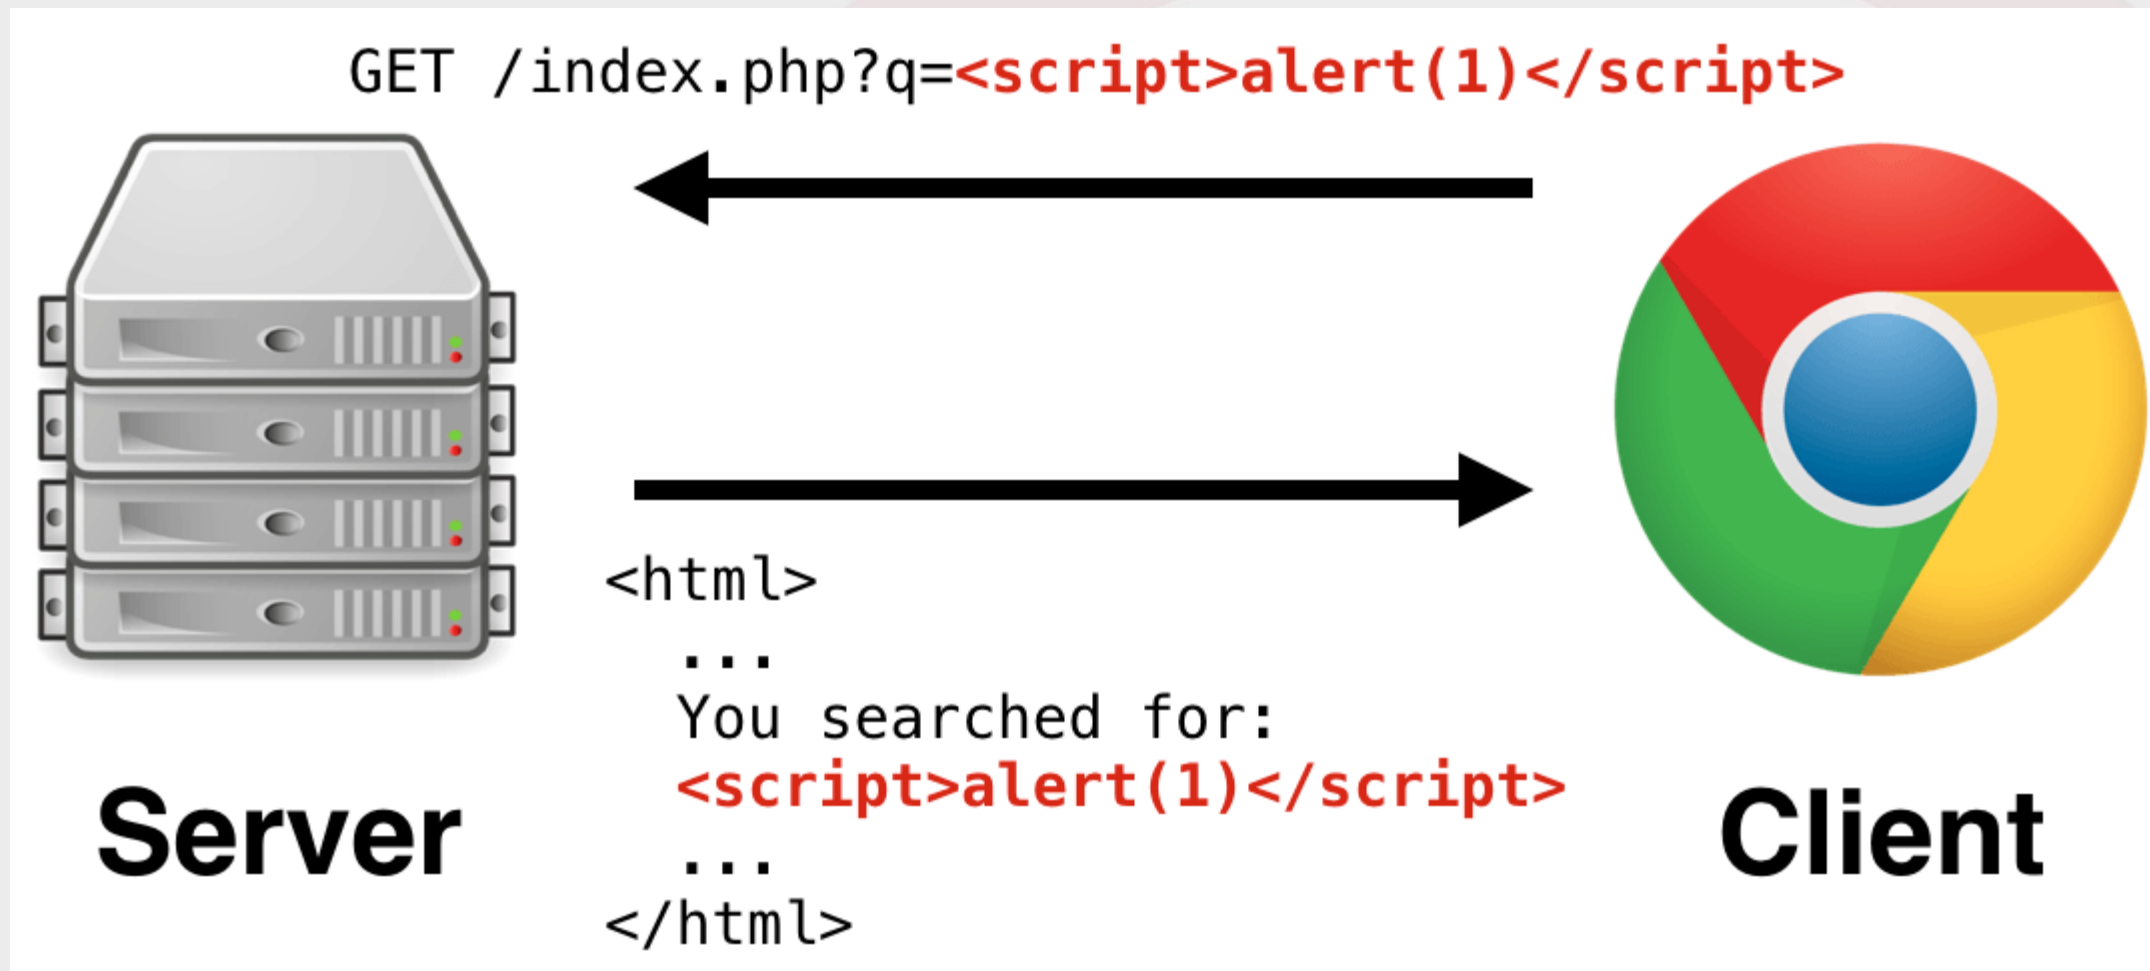 GET /index.php?q=<script>alert(1)</script>
<html>
...
You searched for:
<script>alert(1)</script>
...
</html>
Server
Client